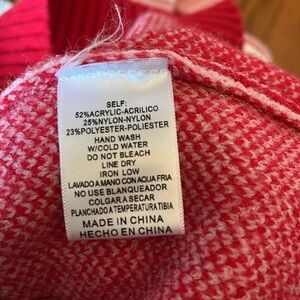 SELF:
52%ACRYLIC-ACRILICO
25%NYLON-NYLON
23%POLYESTER-POLIESTER
HAND WASH
W/COLD WATER
DO NOT BLEACH
LINE DRY
IRON LOW
LAVADO A MANO CON AQUA FRIA
NO USE BLANQUEADOR
COLGAR A SECAR
PLANCHADO A TEMPERATURA TIBIA
MADE IN CHINA
HECHO EN CHINA